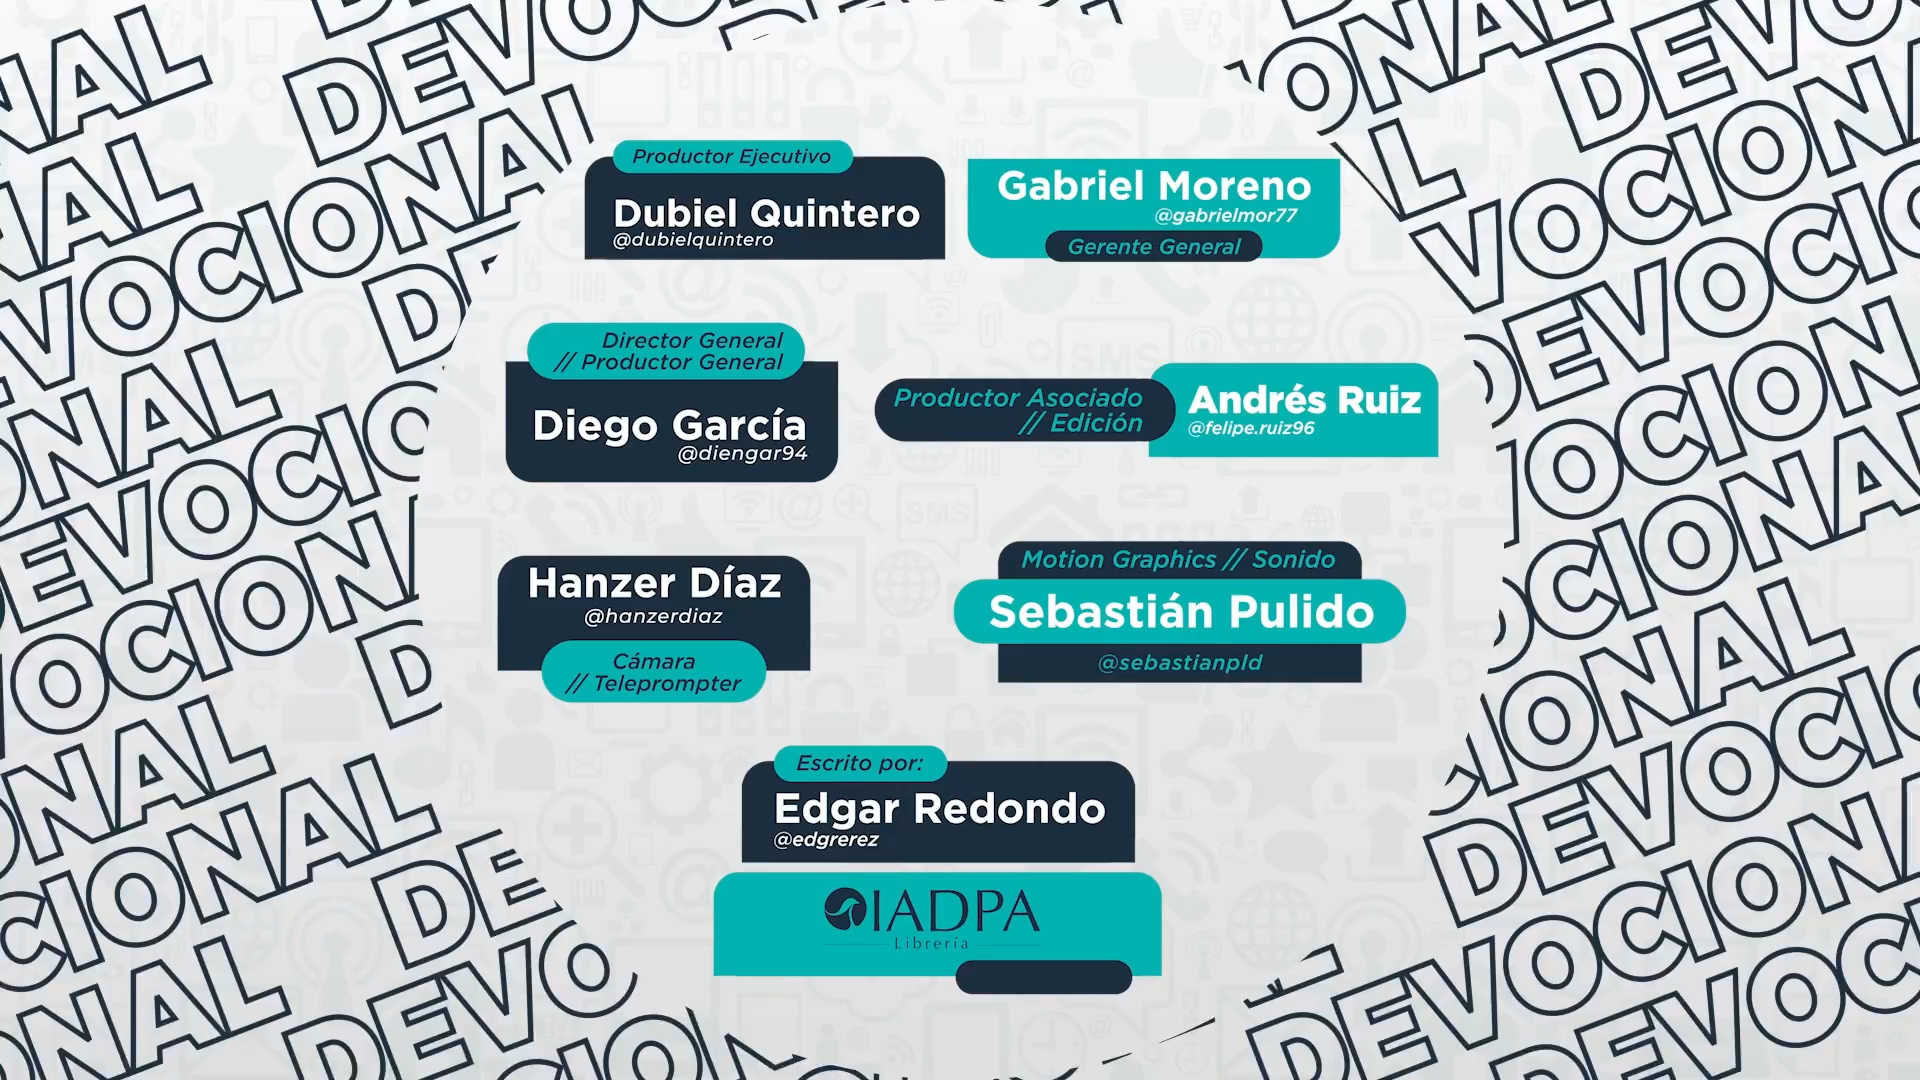 Productor Ejecutivo
Dubiel Quintero
@dubielquintero
Gabriel Moreno
@gabrielmor77
Gerente General
Director General
// Productor General
Diego García
@diengar94
Productor Asociado
// Edición
Andrés Ruiz
@felipe.ruiz96
Hanzer Díaz
@hanzerdiaz
Cámara
// Teleprompter
Motion Graphics // Sonido
Sebastián Pulido
@sebastianpld
Escrito por:
Edgar Redondo
@edgrerez
IADPA
Librería
DEVOCIONAL
SMS
SMS